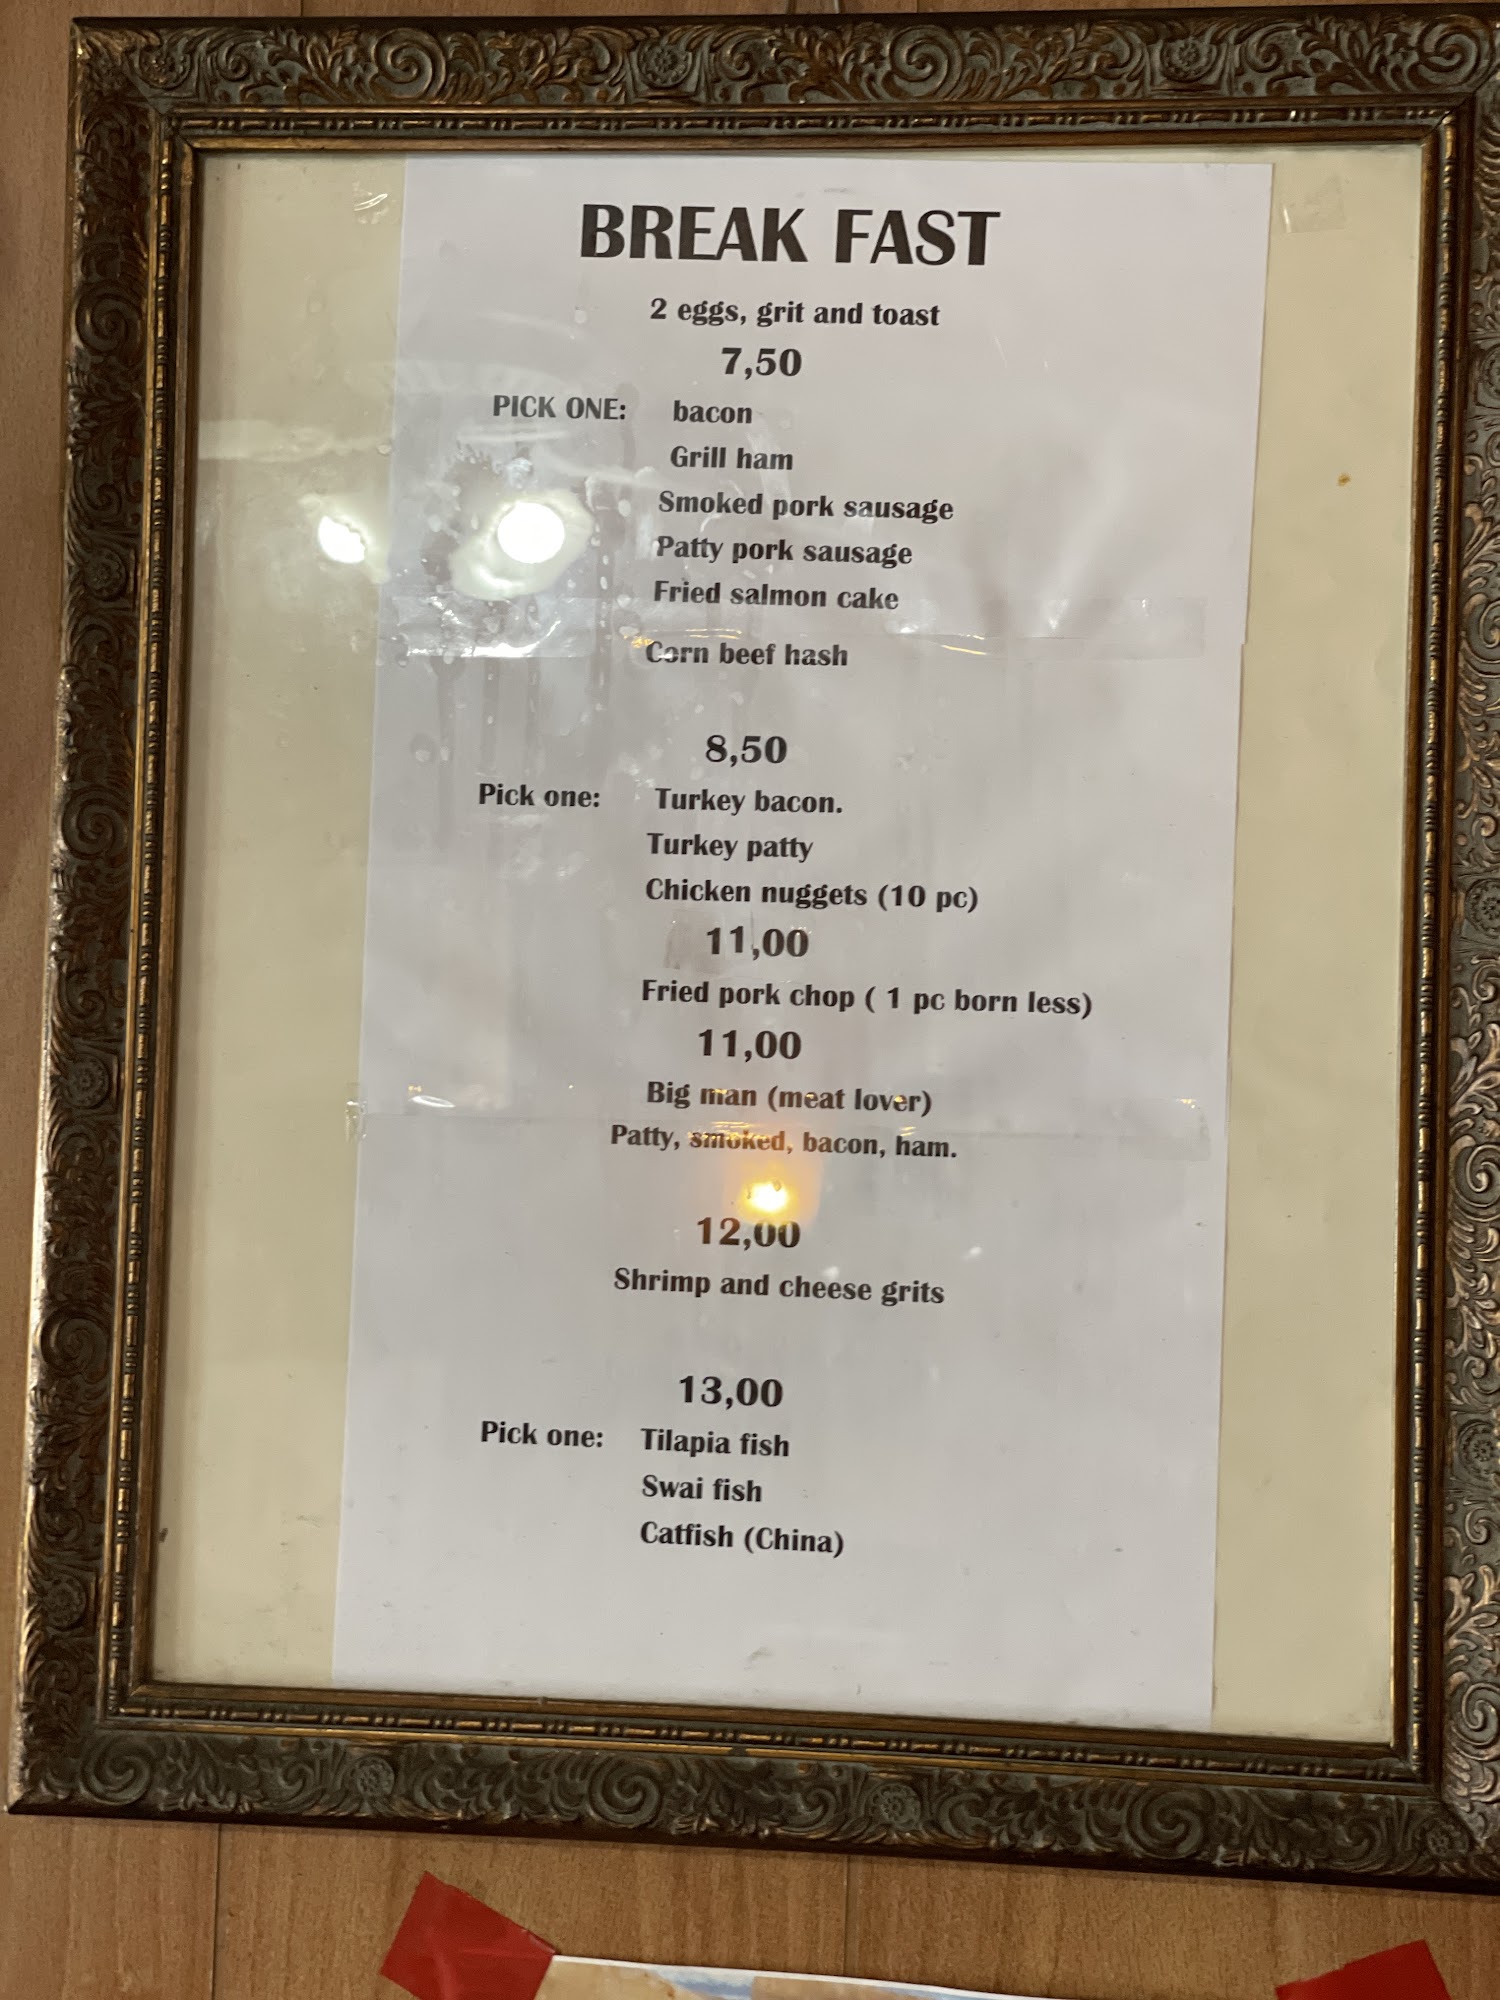 BREAK FAST
2 eggs, grit and toast
7,50
PICK ONE: bacon
Grill ham
Smoked pork sausage
Patty pork sausage
Fried salmon cake
Corn beef hash
8,50
Pick one: Turkey bacon.
Turkey patty
Chicken nuggets (10 pc)
11,00
Fried pork chop ( 1 pc born less)
11,00
Big man (meat lover)
Patty, smoked, bacon, ham.
12,00
Shrimp and cheese grits
13,00
Pick one: Tilapia fish
Swai fish
Catfish (China)